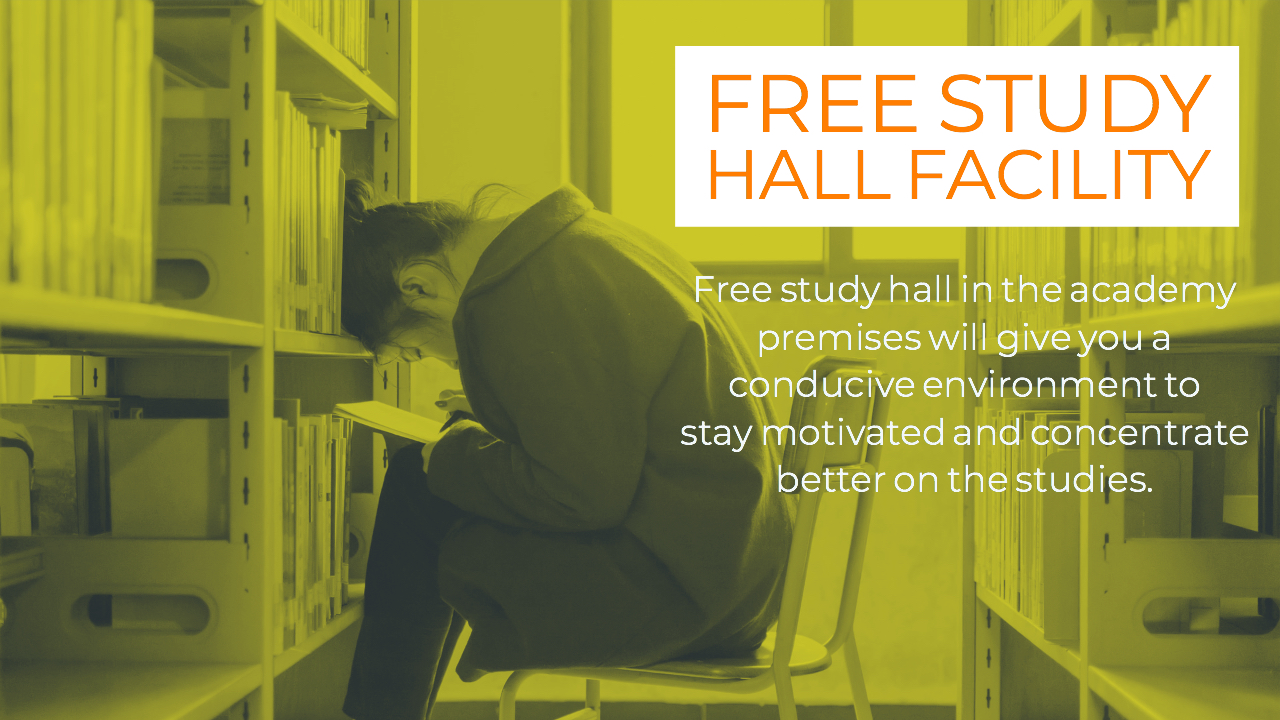 FREE STUDY
HALL FACILITY
Free study hall in the academy
premises will give you a
conducive environment to
stay motivated and concentrate
better on the studies.